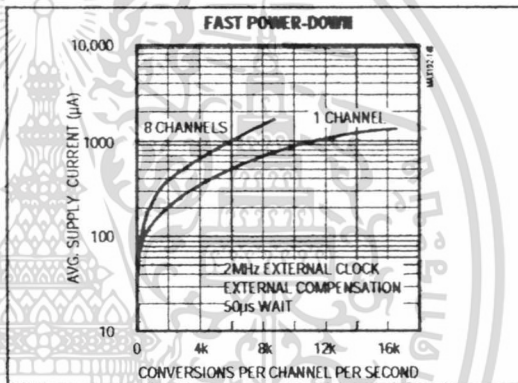 FAST POWER-DOWN
10,000
1000
100
10
AVG. SUPPLY CURRENT (µA)
8 CHANNELS
1 CHANNEL
2MHz EXTERNAL CLOCK
EXTERNAL COMPENSATION
50µs WAIT
0 4k 8k 12k 16k
CONVERSIONS PER CHANNEL PER SECOND